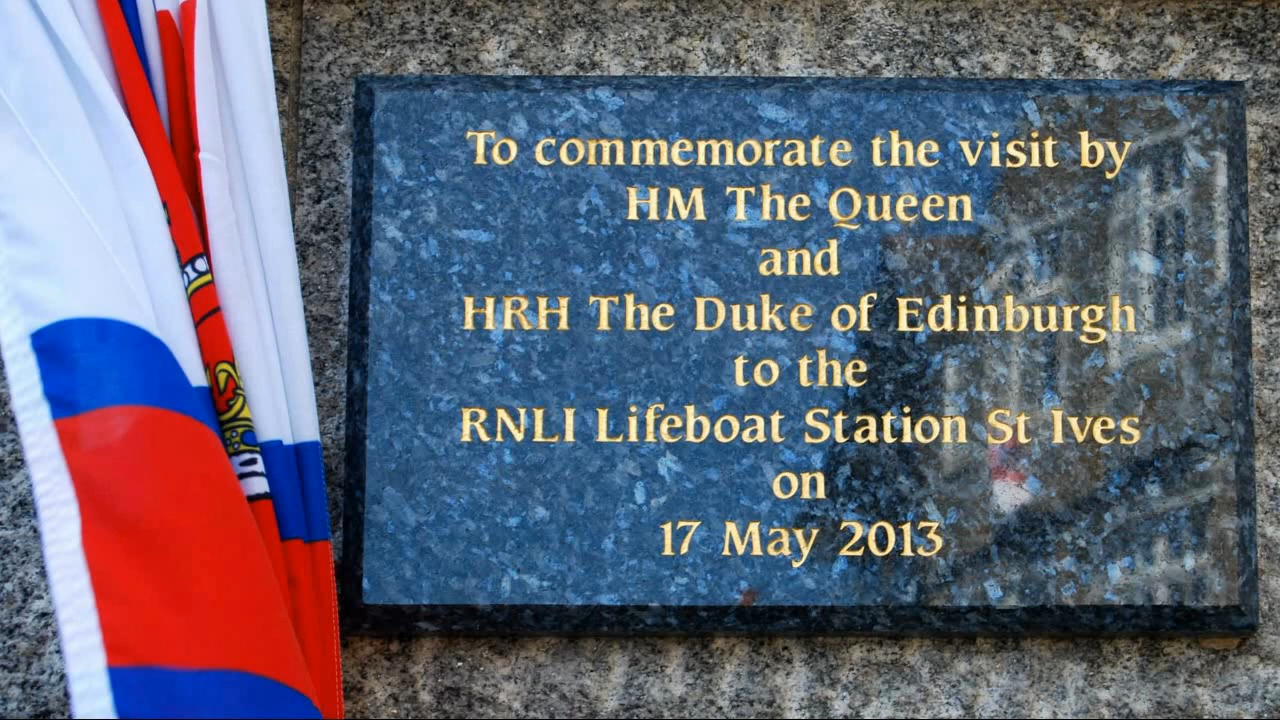 To commemorate the visit by
HM The Queen
and
HRH The Duke of Edinburgh
to the
RNLI Lifeboat Station St Ives
on
17 May 2013